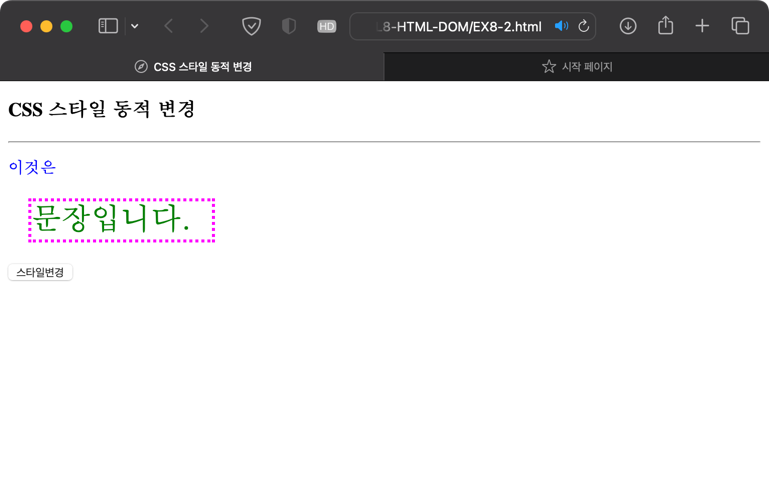 HD
L8-HTML-DOM/EX8-2.html
CSS 스타일 동적 변경
시작 페이지
CSS 스타일 동적 변경
이것은
문장입니다.
스타일변경